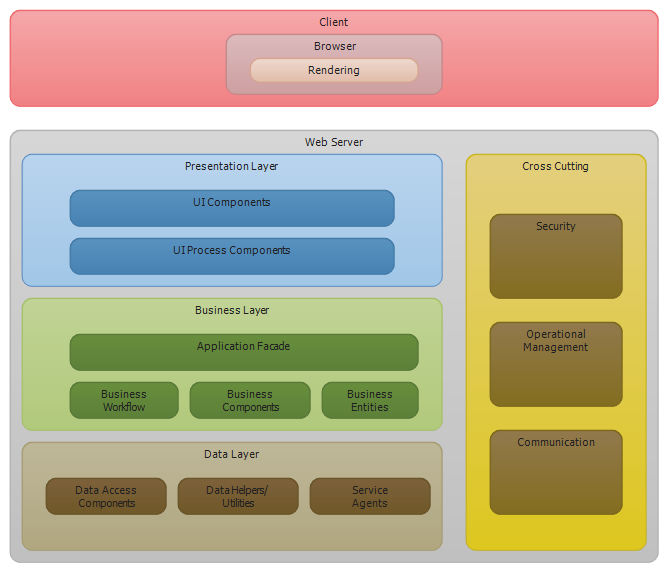 Client
Browser
Rendering
Web Server
Presentation Layer
UI Components
UI Process Components
Business Layer
Application Facade
Business
Workflow
Business
Components
Business
Entities
Data Layer
Data Access
Components
Data Helpers/
Utilities
Service
Agents
Cross Cutting
Security
Operational
Management
Communication